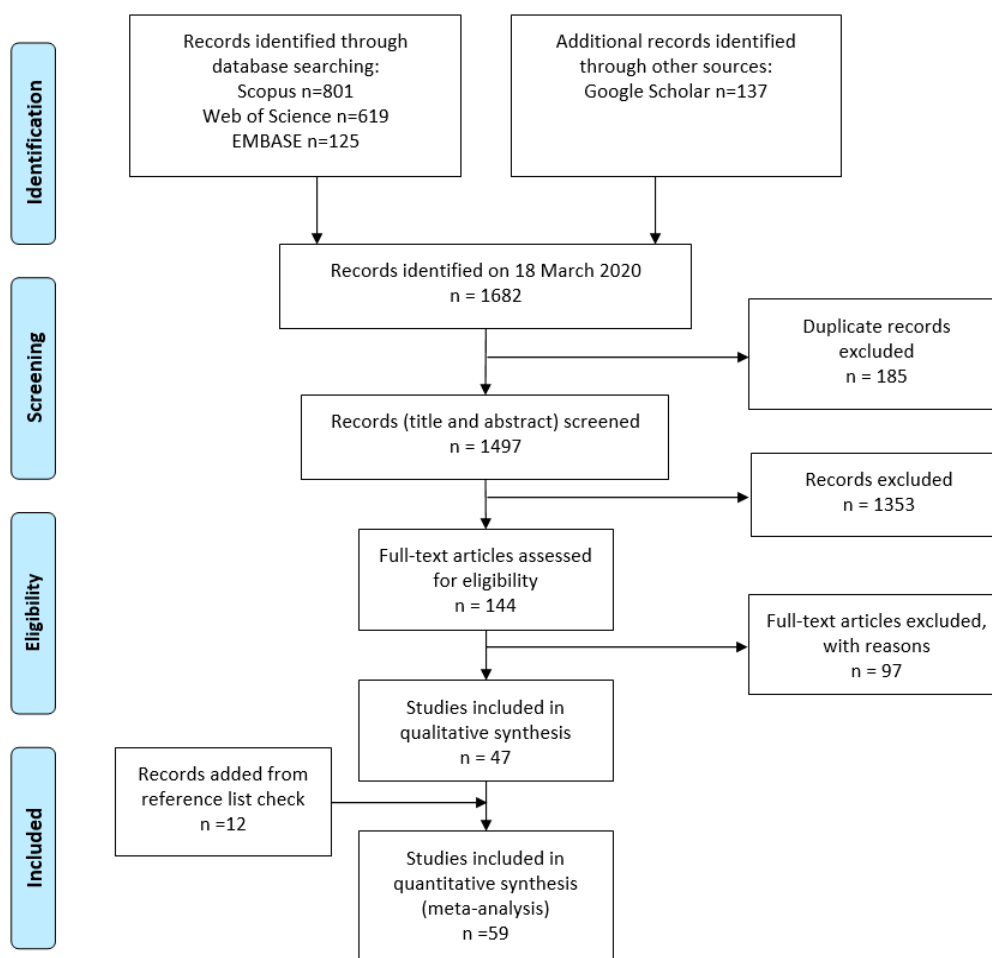 Identification
Records identified through
database searching:
Scopus n=801
Web of Science n=619
EMBASE n=125
Additional records identified
through other sources:
Google Scholar n=137
Records identified on 18 March 2020
n = 1682
Screening
Duplicate records
excluded
n = 185
Records (title and abstract) screened
n = 1497
Records excluded
n = 1353
Eligibility
Full-text articles assessed
for eligibility
n = 144
Full-text articles excluded,
with reasons
n = 97
Studies included in
qualitative synthesis
n = 47
Included
Records added from
reference list check
n =12
Studies included in
quantitative synthesis
(meta-analysis)
n =59